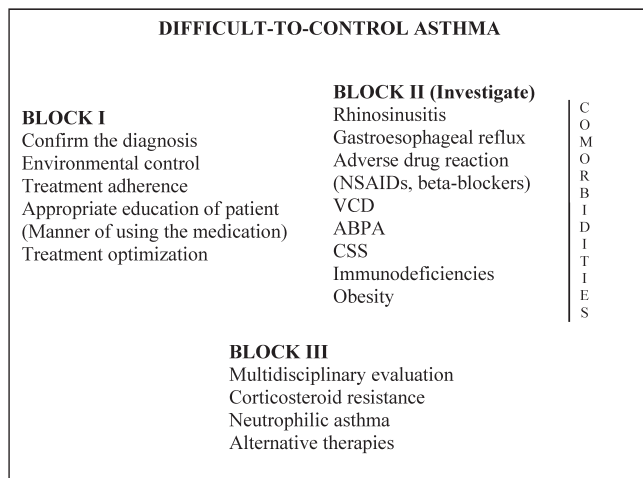 DIFFICULT-TO-CONTROL ASTHMA
BLOCK I
Confirm the diagnosis
Environmental control
Treatment adherence
Appropriate education of patient
(Manner of using the medication)
Treatment optimization
BLOCK II (Investigate)
Rhinosinusitis
Gastroesophageal reflux
Adverse drug reaction
(NSAIDs, beta-blockers)
VCD
ABPA
CSS
Immunodeficiencies
Obesity
COMORBIDITIES
BLOCK III
Multidisciplinary evaluation
Corticosteroid resistance
Neutrophilic asthma
Alternative therapies